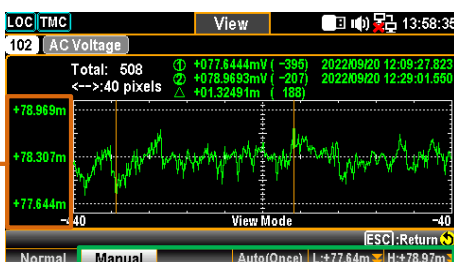 LOC TMC View 13:58:35
102 AC Voltage
Total: 508 ① +077.6444mV ( -395) 2022/09/20 12:09:27.823
<-->:40 pixels ② +078.9693mV ( -207) 2022/09/20 12:29:01.550
△ +01.32491m ( 188)
+78.969m
+78.307m
+77.644m
-440 View Mode -40
ESC:Return
Normal Manual Auto(Once) L:+77.64m H:+78.97m